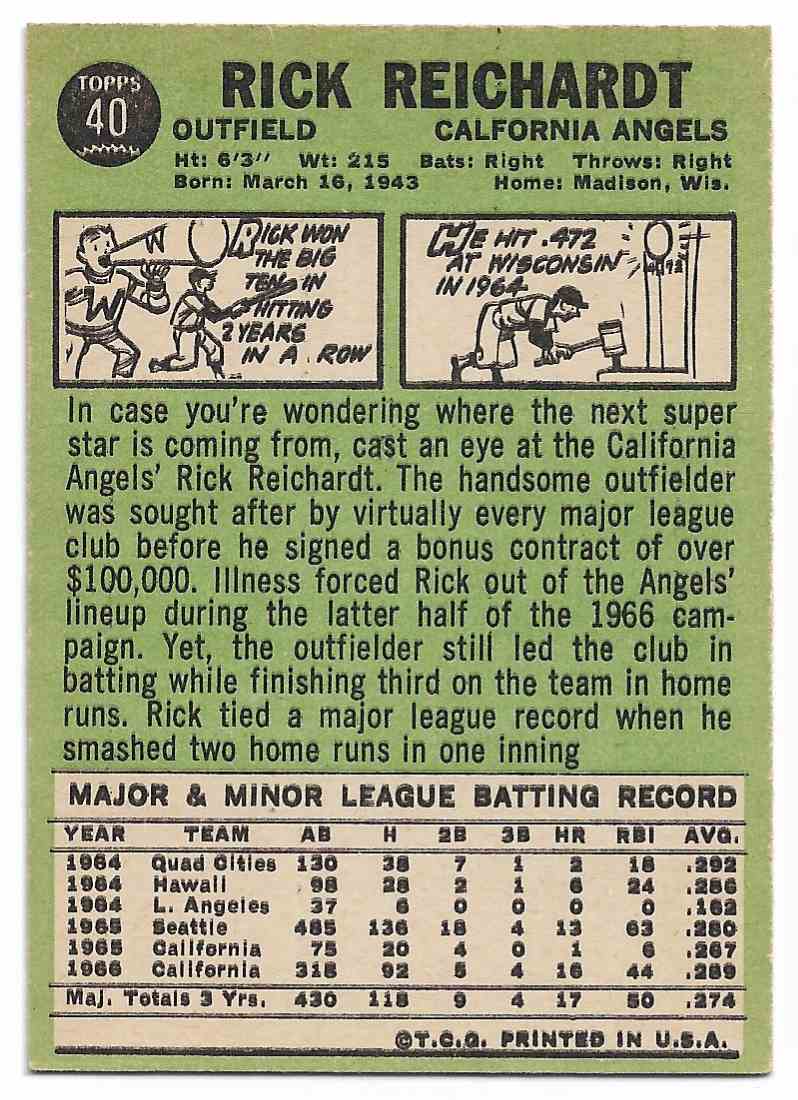 TOPPS
40
RICK REICHARDT
OUTFIELD CALFORNIA ANGELS
Ht: 6'3" Wt: 215 Bats: Right Throws: Right
Born: March 16, 1943 Home: Madison, Wis.
W
W
RICK WON
THE BIG
TEN IN
HITTING
2 YEARS
IN A ROW
HE HIT .472
AT WISCONSIN
IN 1964
In case you're wondering where the next super
star is coming from, cast an eye at the California
Angels' Rick Reichardt. The handsome outfielder
was sought after by virtually every major league
club before he signed a bonus contract of over
$100,000. Illness forced Rick out of the Angels'
lineup during the latter half of the 1966 cam-
paign. Yet, the outfielder still led the club in
batting while finishing third on the team in home
runs. Rick tied a major league record when he
smashed two home runs in one inning
MAJOR & MINOR LEAGUE BATTING RECORD
YEAR TEAM AB H 2B 3B HR RBI AVG.
1964 Quad Cities 130 38 7 1 2 18 .292
1964 Hawaii 98 28 2 1 6 24 .286
1964 L. Angeles 37 6 0 0 0 0 .162
1965 Seattle 485 136 18 4 13 63 .280
1965 California 75 20 4 0 1 6 .267
1966 California 318 92 5 4 16 44 .289
Maj. Totals 3 Yrs. 430 118 9 4 17 50 .274
©T.C.G. PRINTED IN U.S.A.